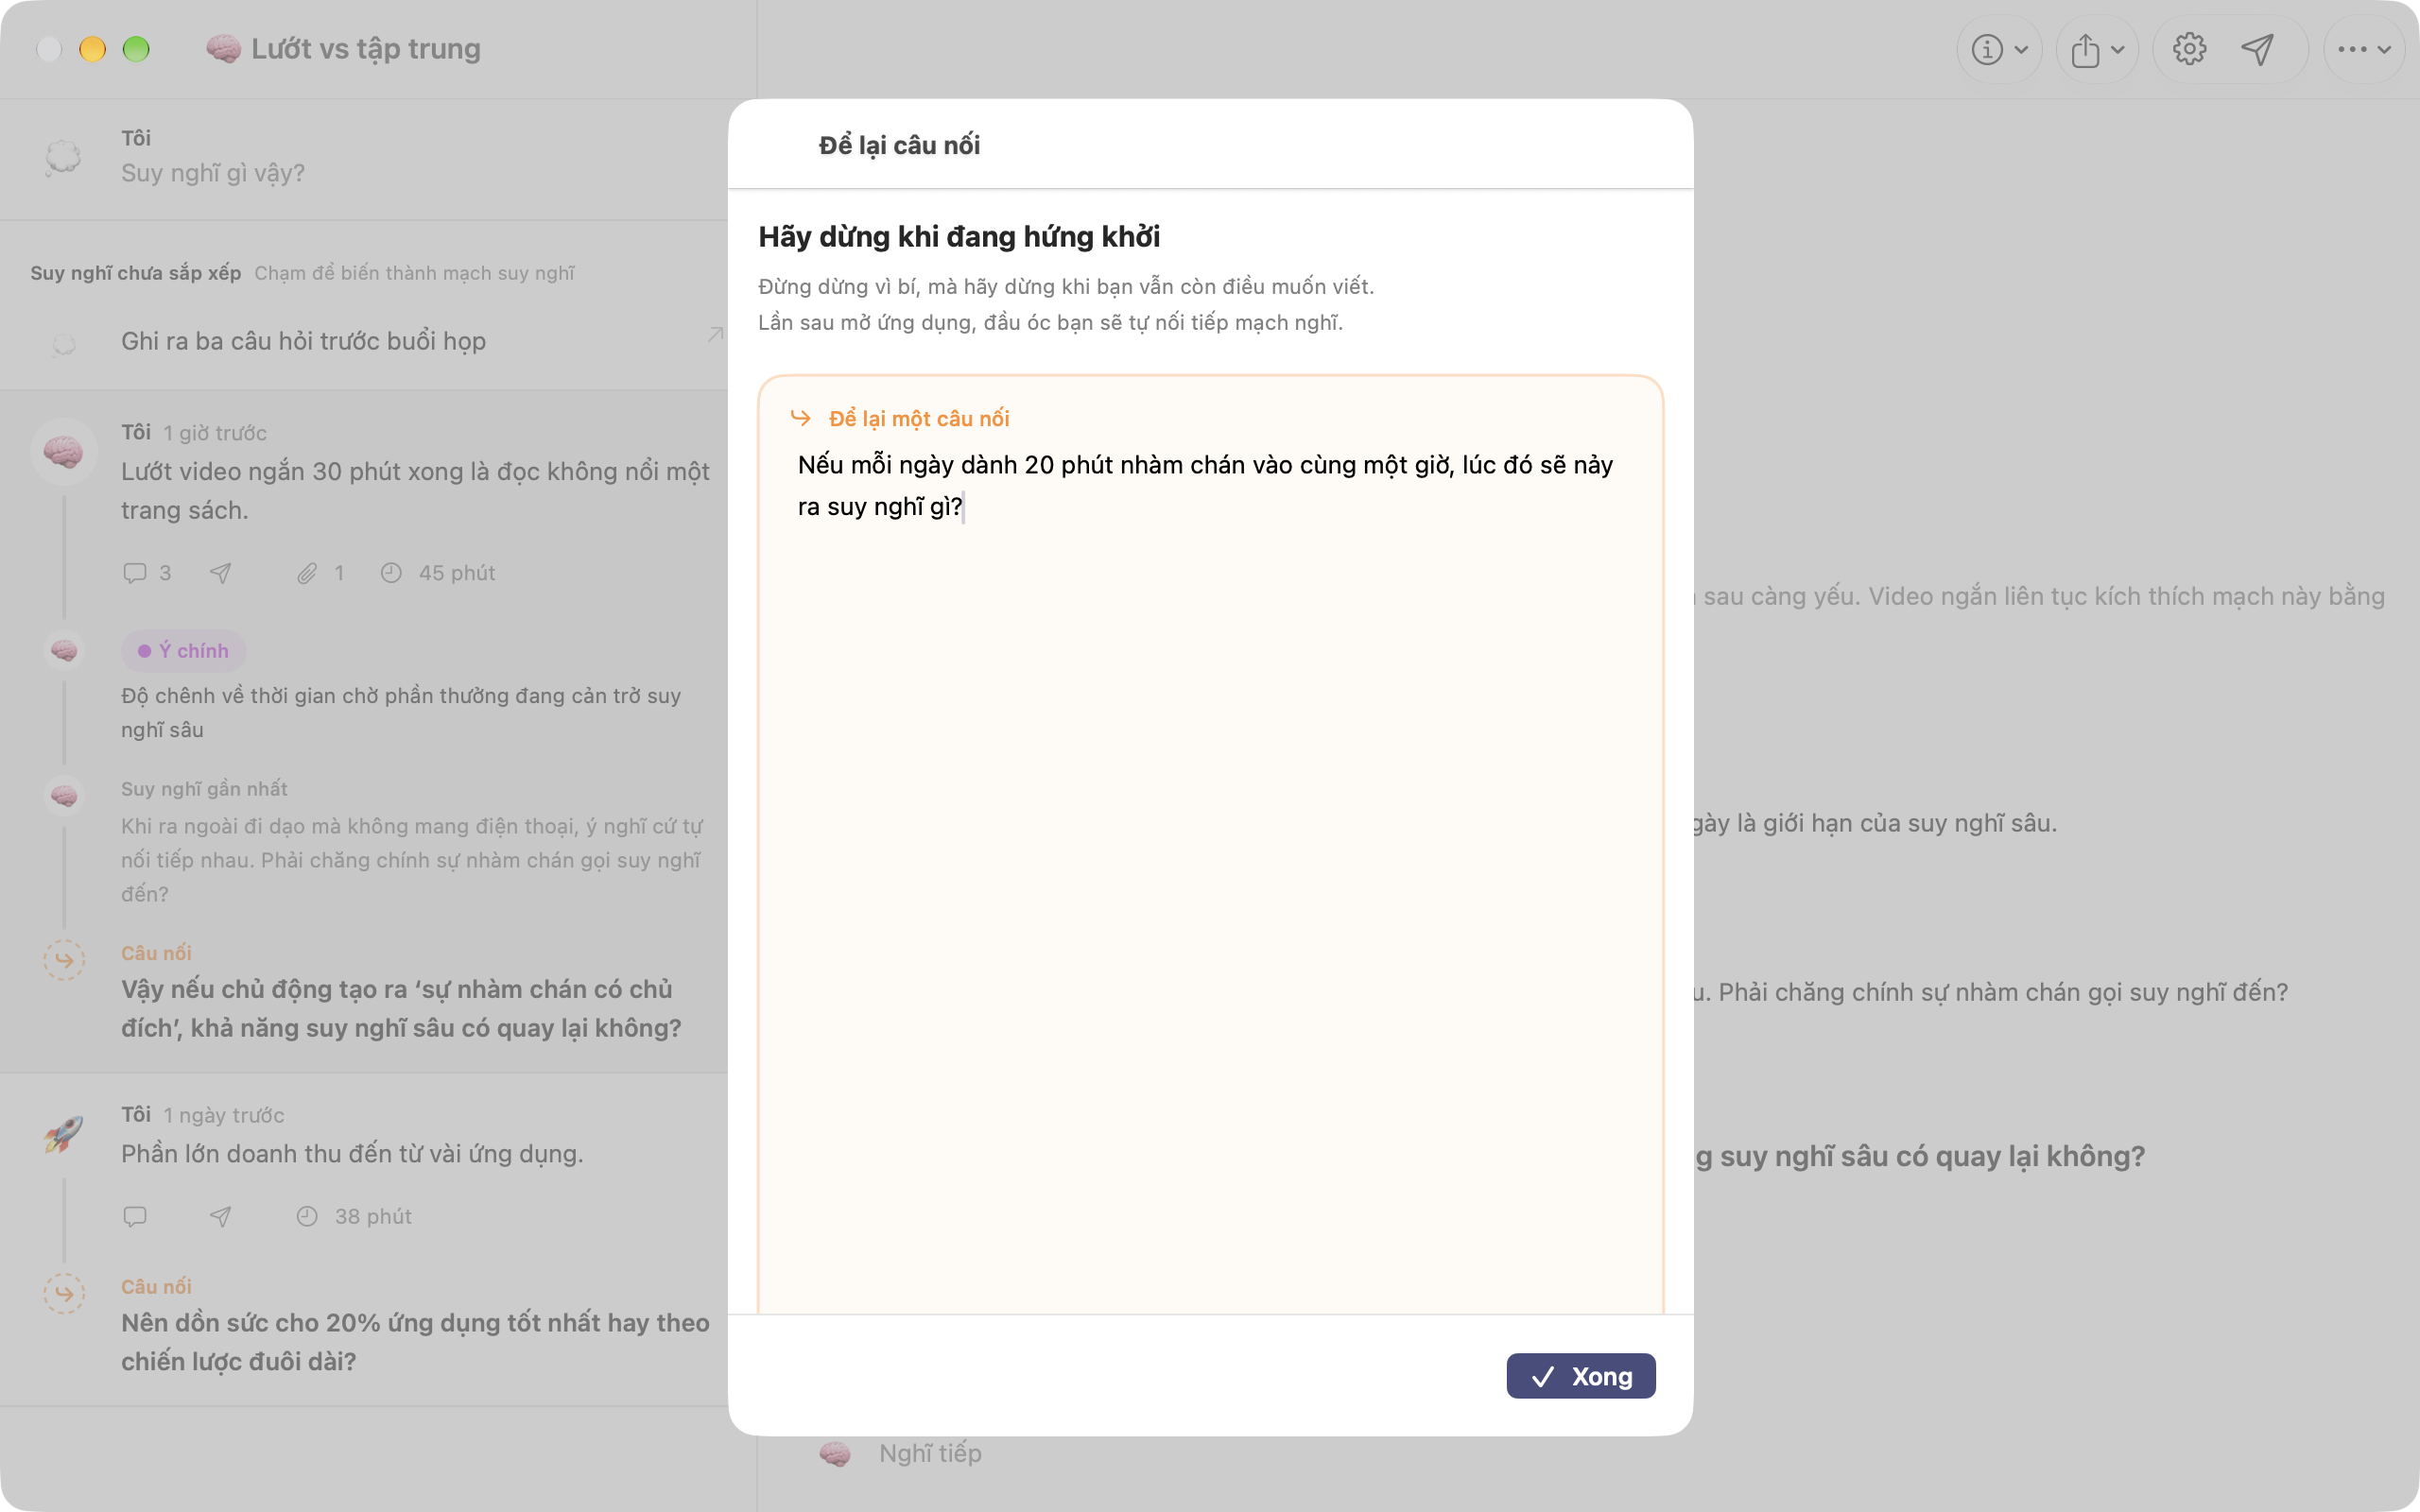 Lướt vs tập trung
Tôi
Suy nghĩ gì vậy?
Suy nghĩ chưa sắp xếp Chạm để biến thành mạch suy nghĩ
Ghi ra ba câu hỏi trước buổi họp
Tôi 1 giờ trước
Lướt video ngắn 30 phút xong là đọc không nổi một
trang sách.
3 1 45 phút
Ý chính
Độ chênh về thời gian chờ phần thưởng đang cản trở suy
nghĩ sâu
Suy nghĩ gần nhất
Khi ra ngoài đi dạo mà không mang điện thoại, ý nghĩ cứ tự
nối tiếp nhau. Phải chăng chính sự nhàm chán gọi suy nghĩ
đến?
Câu nối
Vậy nếu chủ động tạo ra ‘sự nhàm chán có chủ
đích’, khả năng suy nghĩ sâu có quay lại không?
Tôi 1 ngày trước
Phần lớn doanh thu đến từ vài ứng dụng.
38 phút
Câu nối
Nên dồn sức cho 20% ứng dụng tốt nhất hay theo
chiến lược đuôi dài?
Để lại câu nối
Hãy dừng khi đang hứng khởi
Đừng dừng vì bí, mà hãy dừng khi bạn vẫn còn điều muốn viết.
Lần sau mở ứng dụng, đầu óc bạn sẽ tự nối tiếp mạch nghĩ.
Để lại một câu nối
Nếu mỗi ngày dành 20 phút nhàm chán vào cùng một giờ, lúc đó sẽ nảy
ra suy nghĩ gì?
Xong
sau càng yếu. Video ngắn liên tục kích thích mạch này bằng
là giới hạn của suy nghĩ sâu.
Phải chăng chính sự nhàm chán gọi suy nghĩ đến?
suy nghĩ sâu có quay lại không?
Nghĩ tiếp